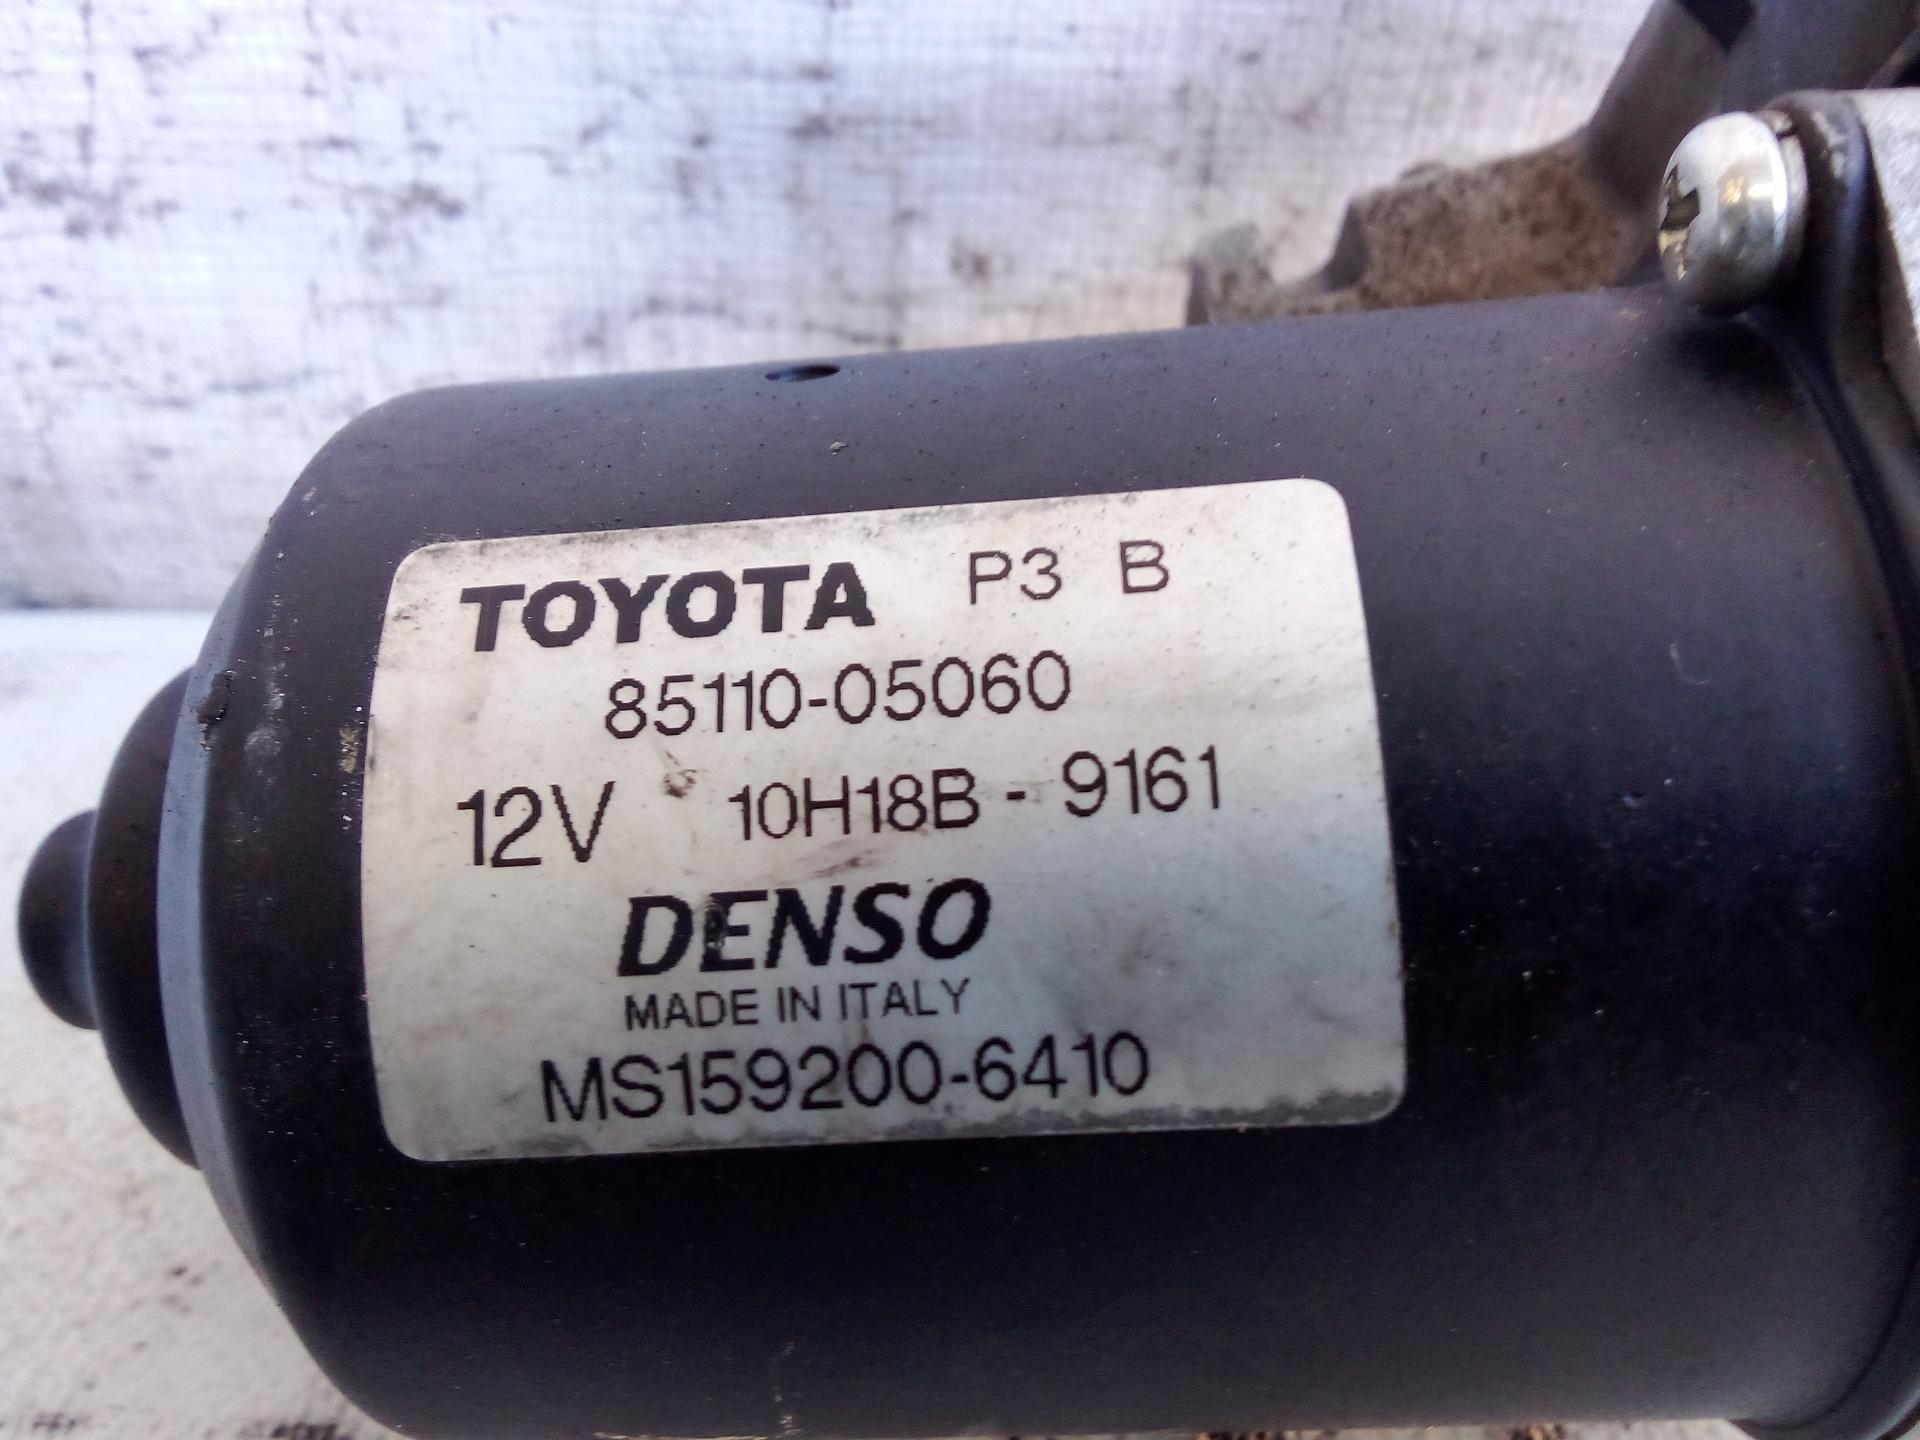 TOYOTA P3 B
85110-05060
12V 10H18B - 9161
DENSO
MADE IN ITALY
MS159200-6410